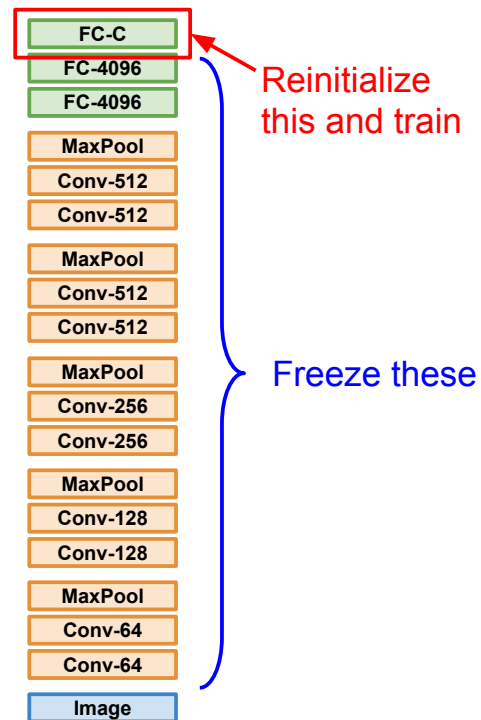 FC-C
FC-4096
FC-4096
MaxPool
Conv-512
Conv-512
MaxPool
Conv-512
Conv-512
MaxPool
Conv-256
Conv-256
MaxPool
Conv-128
Conv-128
MaxPool
Conv-64
Conv-64
Image
Reinitialize
this and train
Freeze these